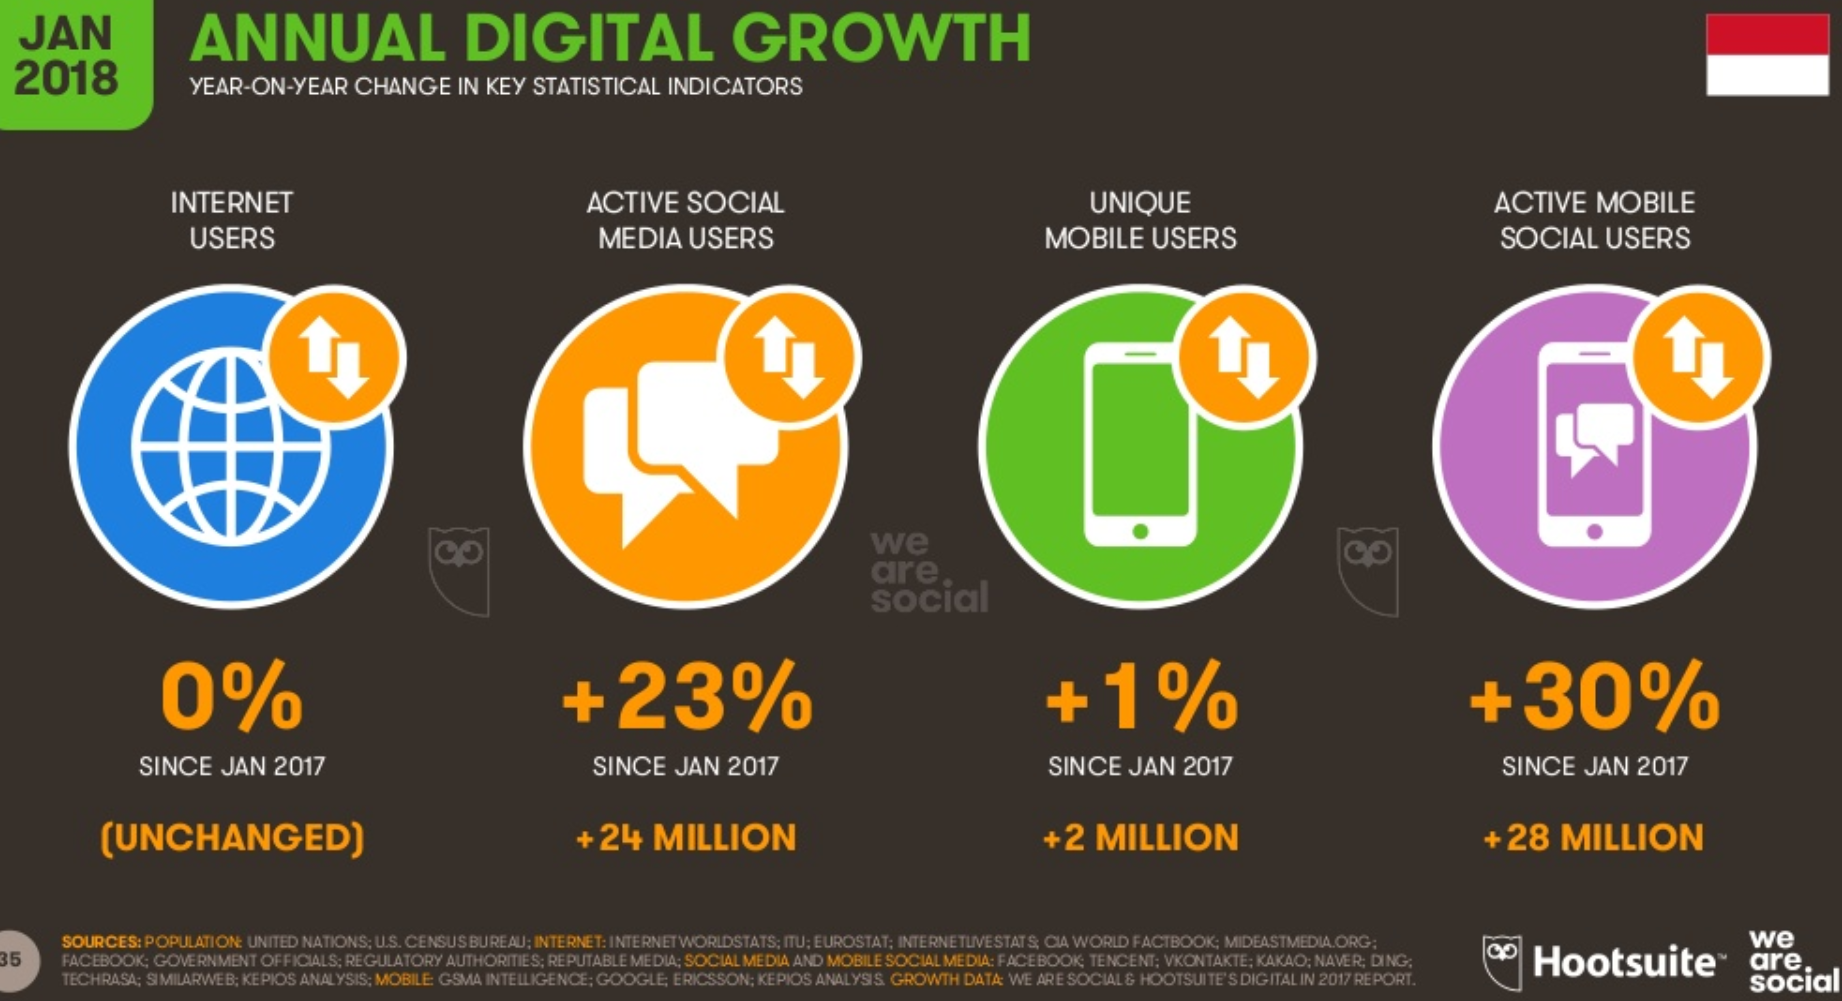 JAN
2018
ANNUAL DIGITAL GROWTH
YEAR-ON-YEAR CHANGE IN KEY STATISTICAL INDICATORS
INTERNET
USERS
ACTIVE SOCIAL
MEDIA USERS
UNIQUE
MOBILE USERS
ACTIVE MOBILE
SOCIAL USERS
we
are.
social
0%
SINCE JAN 2017
(UNCHANGED)
+23%
SINCE JAN 2017
+24 MILLION
+1%
SINCE JAN 2017
+2 MILLION
+30%
SINCE JAN 2017
+28 MILLION
35
SOURCES: POPULATION: UNITED NATIONS; U.S. CENSUS BUREAU; INTERNET: INTERNETWORLDSTATS; ITU; EUROSTAT; INTERNETLIVESTATS; CIA WORLD FACTBOOK; MIDEASTMEDIA.ORG;
FACEBOOK; GOVERNMENT OFFICIALS; REGULATORY AUTHORITIES; REPUTABLE MEDIA; SOCIAL MEDIA AND MOBILE SOCIAL MEDIA: FACEBOOK; TENCENT; VKONTAKTE; KAKAO; NAVER; DING;
TECHRASA; SIMILARWEB; KEPIOS ANALYSIS; MOBILE: GSMA INTELLIGENCE; GOOGLE; ERICSSON; KEPIOS ANALYSIS. GROWTH DATA: WE ARE SOCIAL & HOOTSUITE'S DIGITAL IN 2017 REPORT.
Hootsuite™
we
are.
social